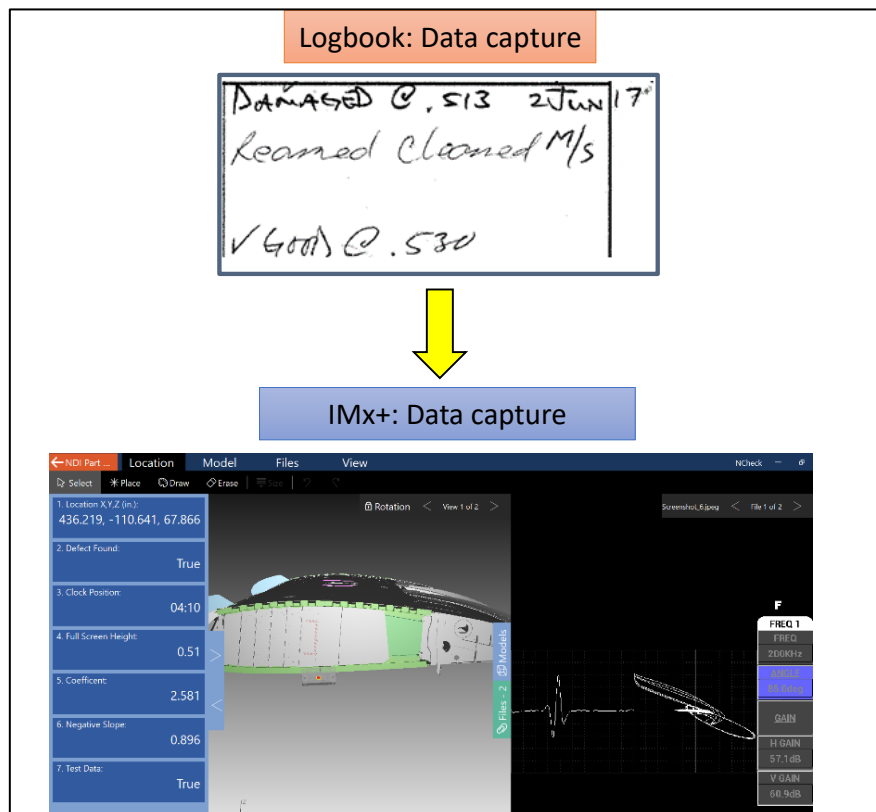 Logbook: Data capture
DAMAGED @ .513 2 JUN 17
Reamed Cleaned M/S
✓ GOOD @ .530
IMx+: Data capture
NDI Part ... Location Model Files View NCheck
Select Place Draw Erase Size
1. Location X,Y,Z (in.):
436.219, -110.641, 67.866
2. Defect Found:
True
3. Clock Position:
04:10
4. Full Screen Height:
0.51
5. Coefficent:
2.581
6. Negative Slope:
0.896
7. Test Data:
True
Rotation < View 1 of 2 >
Models
Files - 2
Screenshot_6.jpeg < File 1 of 2 >
F
FREQ 1
FREQ
200KHz
ANGLE
GAIN
H GAIN
57.1dB
V GAIN
60.9dB